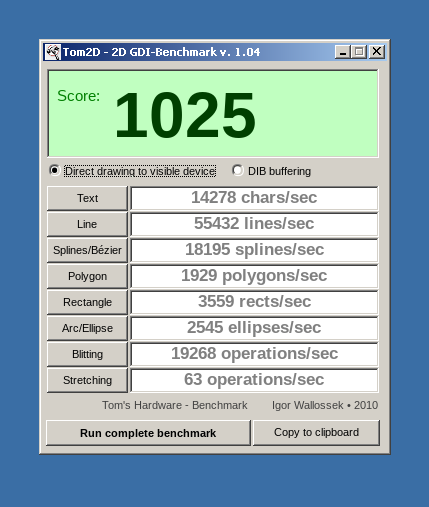 Tom2D - 2D GDI-Benchmark v. 1.04
Score: 1025
Direct drawing to visible device DIB buffering
Text 14278 chars/sec
Line 55432 lines/sec
Splines/Bézier 18195 splines/sec
Polygon 1929 polygons/sec
Rectangle 3559 rects/sec
Arc/Ellipse 2545 ellipses/sec
Blitting 19268 operations/sec
Stretching 63 operations/sec
Tom's Hardware - Benchmark Igor Wallossek • 2010
Run complete benchmark Copy to clipboard